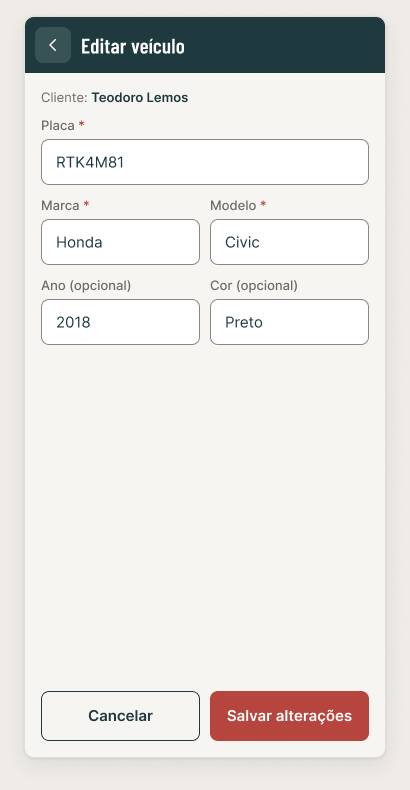 Editar veículo
Cliente: Teodoro Lemos
Placa *
RTK4M81
Marca * Modelo *
Honda Civic
Ano (opcional) Cor (opcional)
2018 Preto
Cancelar Salvar alterações